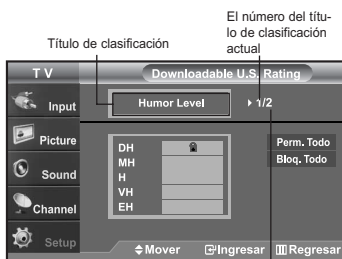 El número del títu-
lo de clasificación
actual
Título de clasificación
T V
Downloadable U.S. Rating
Input
Humor Level
1/2
Picture
Perm. Todo
DH
MH
Bloq. Todo
Sound
H
VH
Channel
EH
Setup
Mover
Ingresar
Regresar